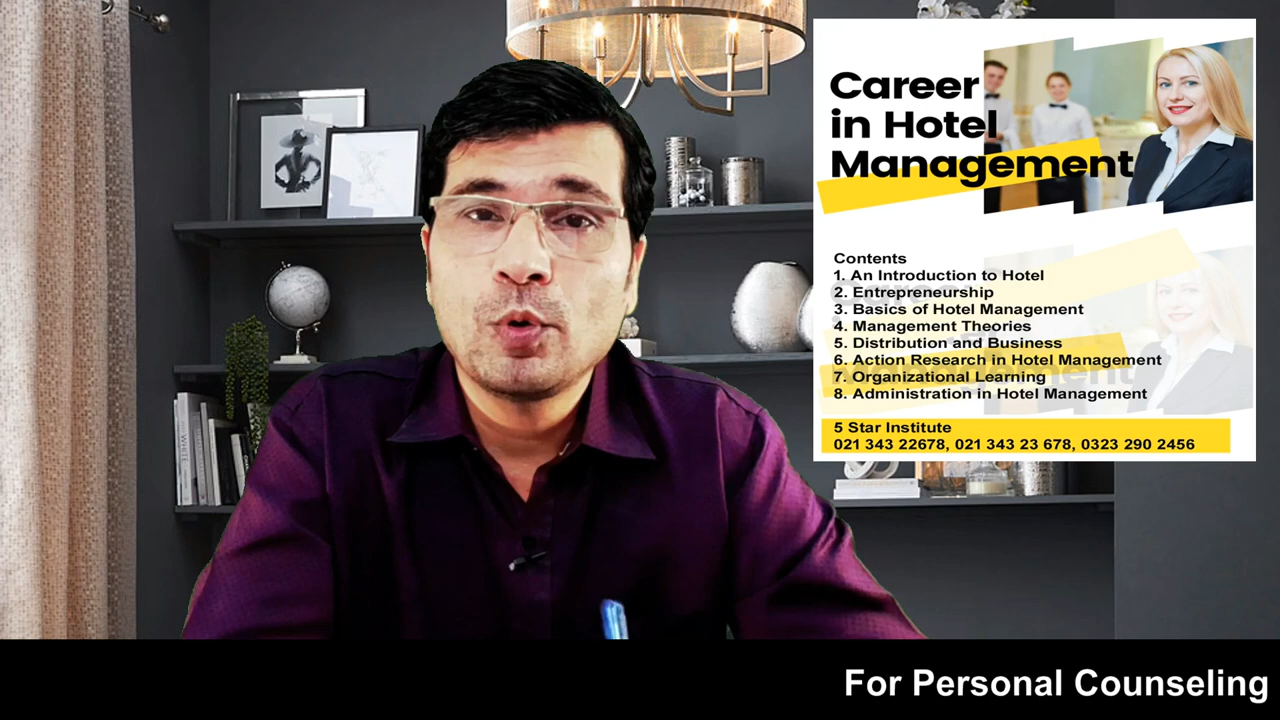 Career
in Hotel
Management
Contents
1. An Introduction to Hotel
2. Entrepreneurship
3. Basics of Hotel Management
4. Management Theories
5. Distribution and Business
6. Action Research in Hotel Management
7. Organizational Learning
8. Administration in Hotel Management
5 Star Institute
021 343 22678, 021 343 23 678, 0323 290 2456
For Personal Counseling